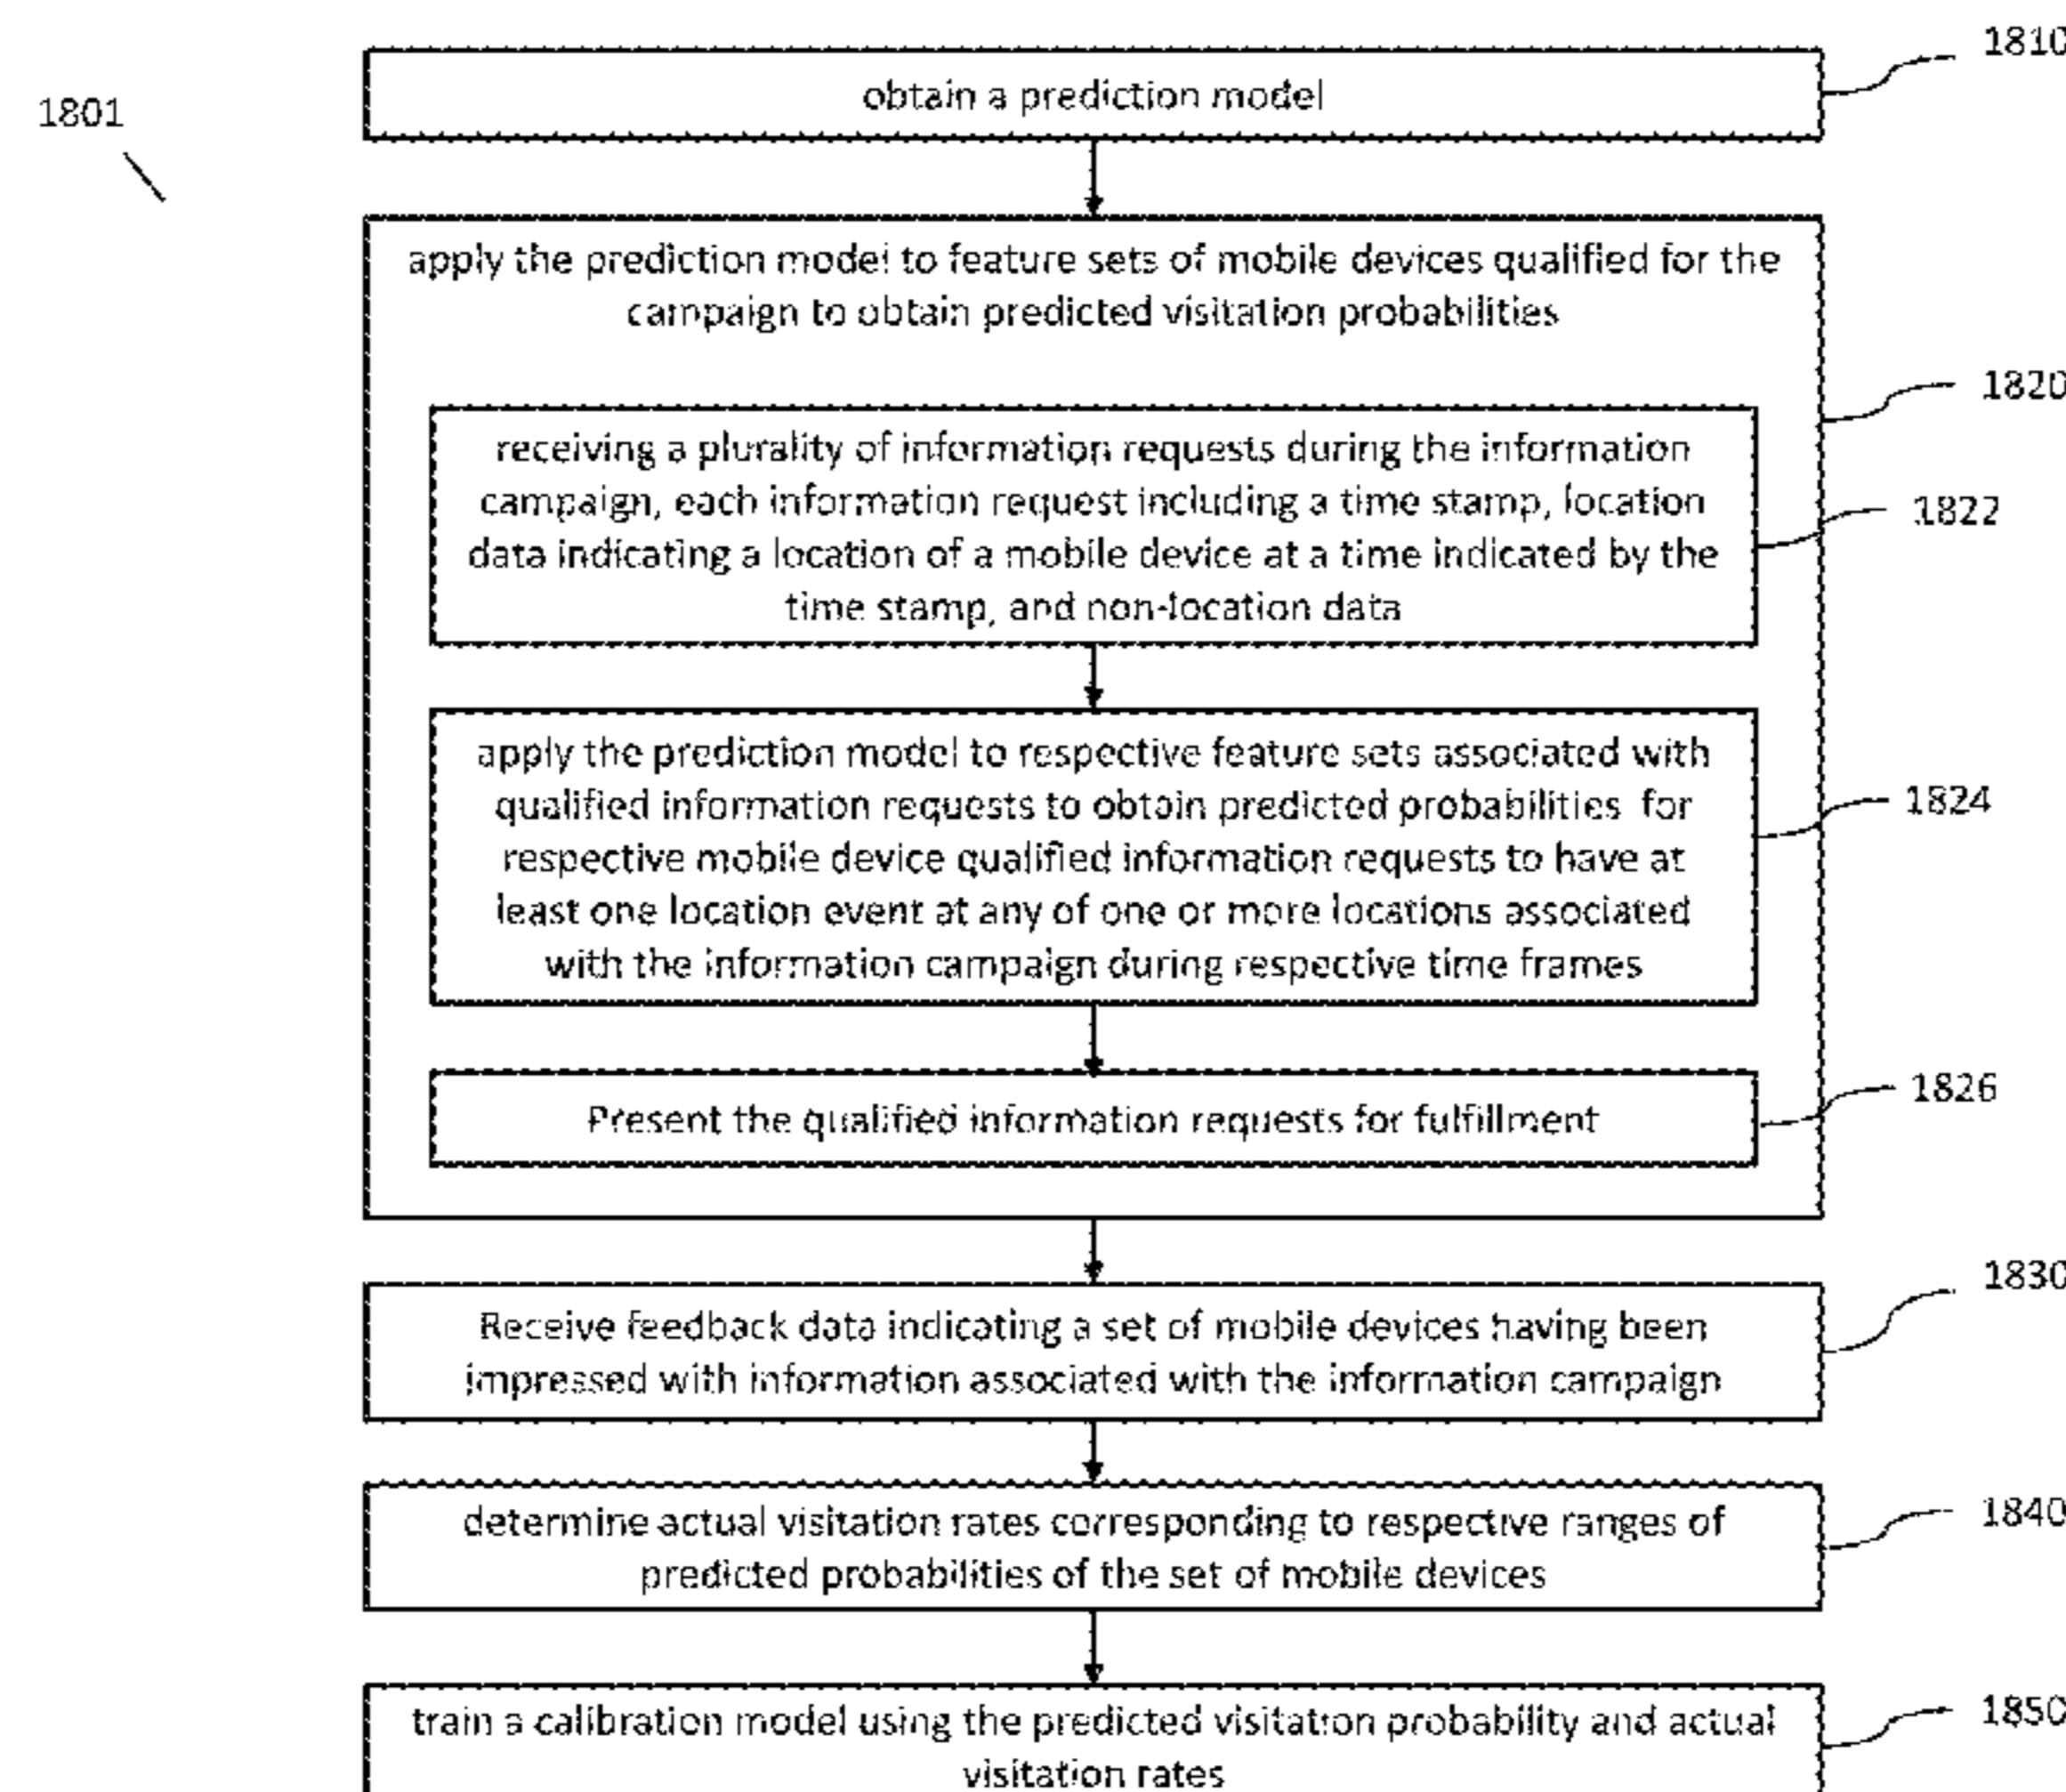 1810
obtain a prediction model
1801
apply the prediction model to feature sets of mobile devices qualified for the
campaign to obtain predicted visitation probabilities
1820
receiving a plurality of information requests during the information
campaign, each information request including a time stamp, location
data indicating a location of a mobile device at a time indicated by the
time stamp, and non-location data
1822
apply the prediction model to respective feature sets associated with
qualified information requests to obtain predicted probabilities for
respective mobile device qualified information requests to have at
least one location event at any of one or more locations associated
with the information campaign during respective time frames
1824
Present the qualified information requests for fulfillment
1826
Receive feedback data indicating a set of mobile devices having been
impressed with information associated with the information campaign
1830
determine actual visitation rates corresponding to respective ranges of
predicted probabilities of the set of mobile devices
1840
train a calibration model using the predicted visitation probability and actual
visitation rates
1850